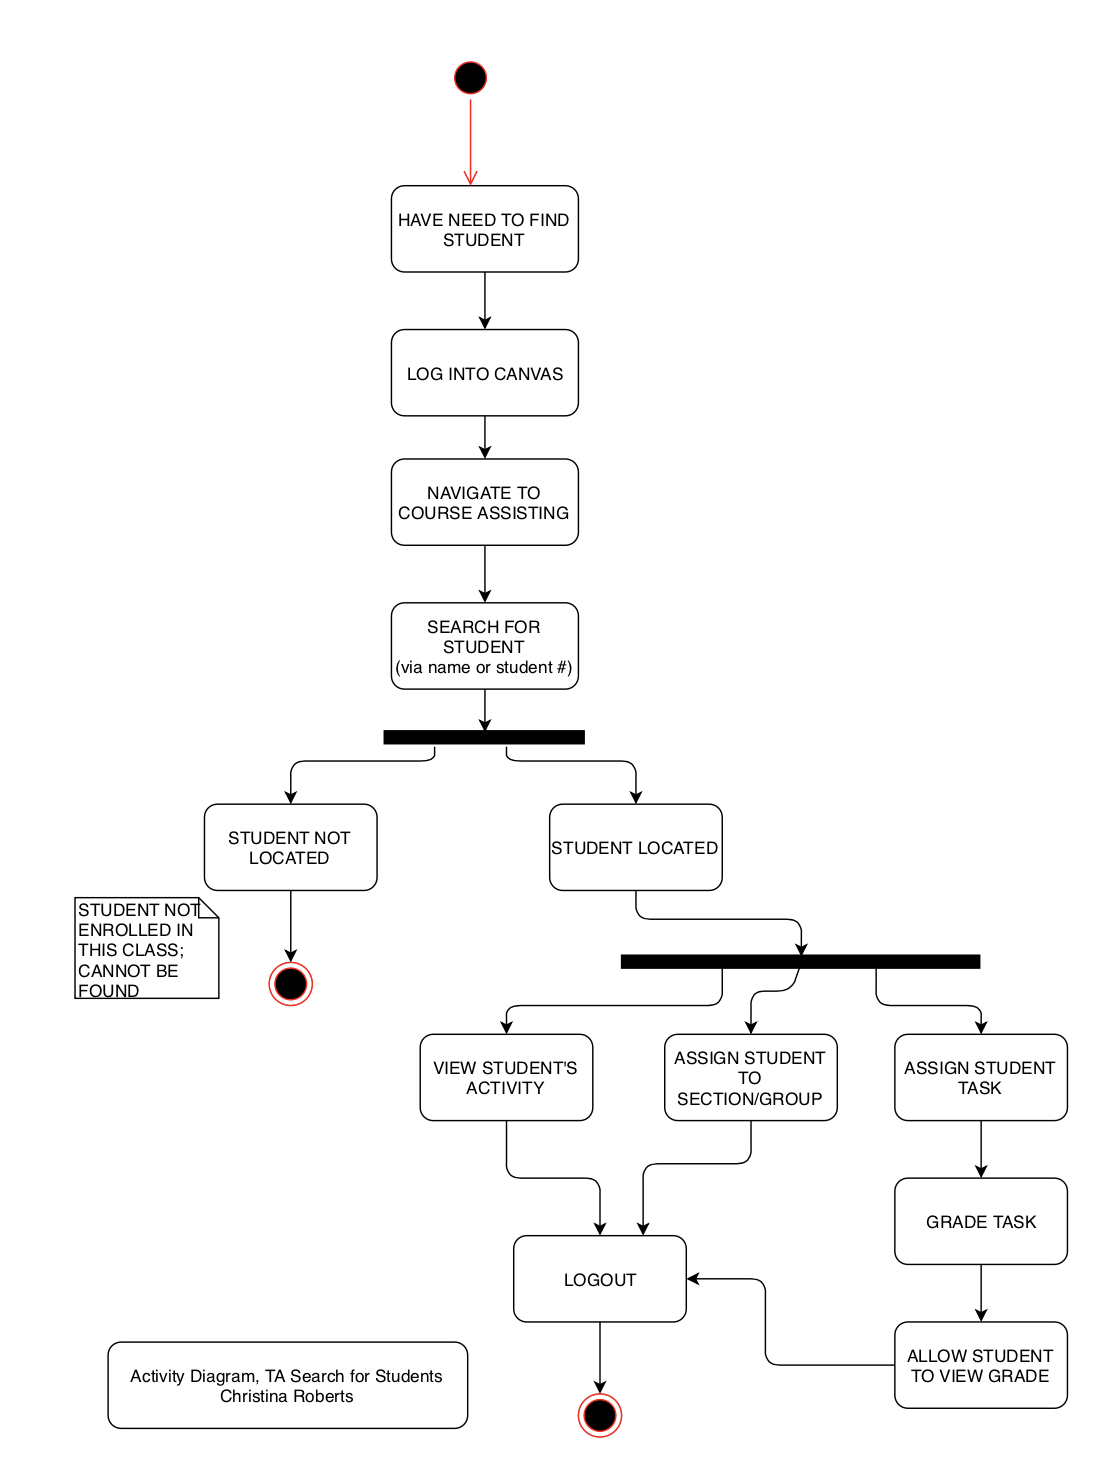 HAVE NEED TO FIND
STUDENT
LOG INTO CANVAS
NAVIGATE TO
COURSE ASSISTING
SEARCH FOR
STUDENT
(via name or student #)
STUDENT NOT
LOCATED
STUDENT LOCATED
STUDENT NOT
ENROLLED IN
THIS CLASS;
CANNOT BE
FOUND
VIEW STUDENT'S
ACTIVITY
ASSIGN STUDENT
TO
SECTION/GROUP
ASSIGN STUDENT
TASK
GRADE TASK
LOGOUT
ALLOW STUDENT
TO VIEW GRADE
Activity Diagram, TA Search for Students
Christina Roberts